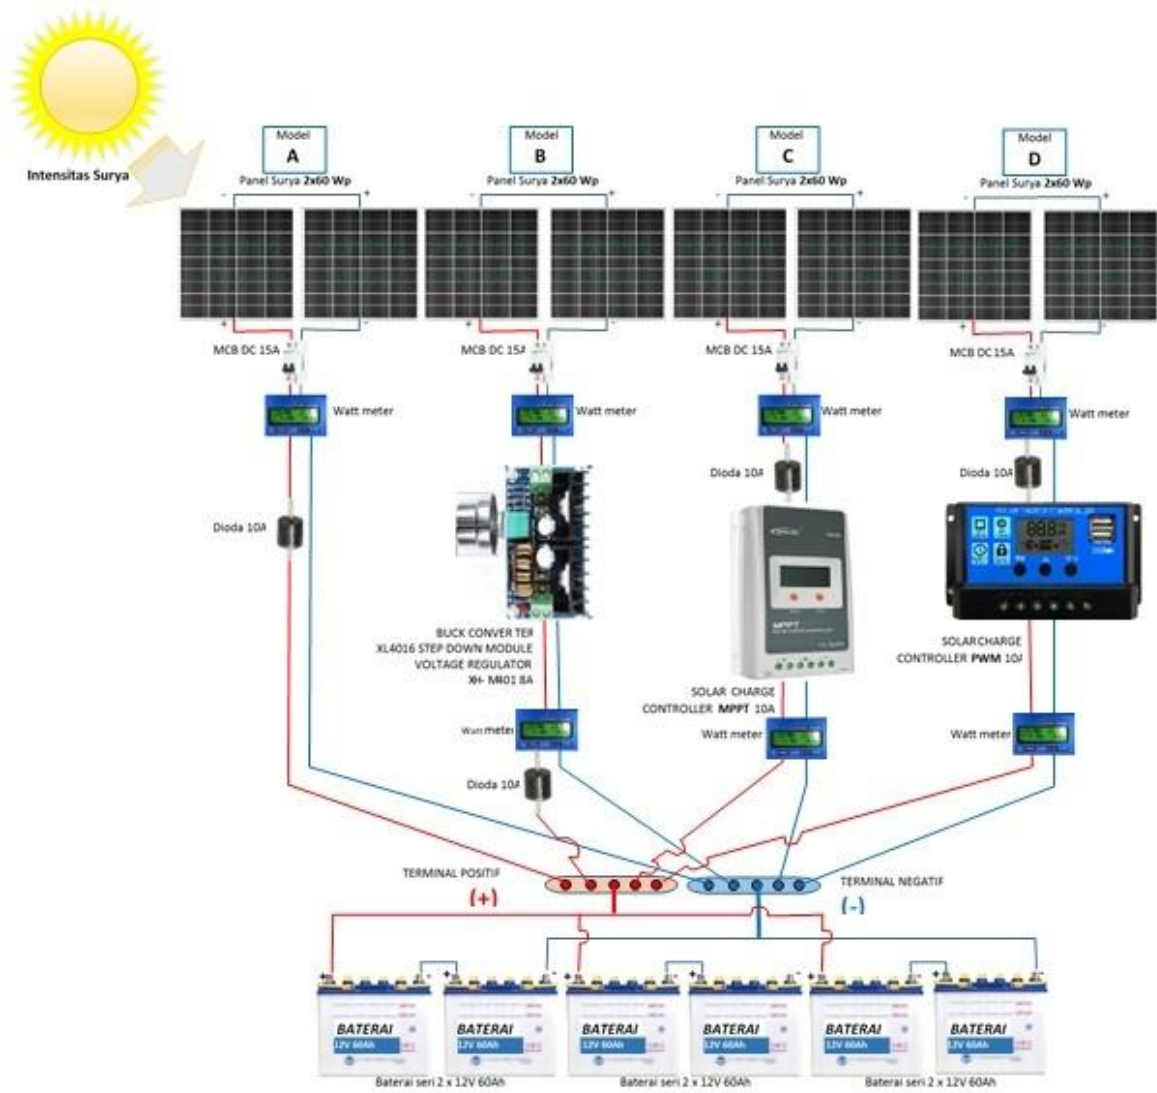 Intensitas Surya
Model
A
Panel Surya 2x60 Wp
- +
+ -
MCB DC 15A
Watt meter
Dioda 10A
Model
B
Panel Surya 2x60 Wp
- +
+ -
MCB DC 15A
Watt meter
BUCK CONVER TER
XL4016 STEP DOWN MODULE
VOLTAGE REGULATOR
XH- M401 8A
Watt meter
Dioda 10A
Model
C
Panel Surya 2x60 Wp
- +
+ -
MCB DC 15A
Watt meter
Dioda 10A
MPPT
SOLAR CHARGE
CONTROLLER MPPT 10A
Watt meter
Model
D
Panel Surya 2x60 Wp
- +
+ -
MCB DC 15A
Watt meter
Dioda 10A
SOLAR CHARGE
CONTROLLER PWM 10A
Watt meter
TERMINAL POSITIF
(+)
TERMINAL NEGATIF
(-)
+ - + - + - + - + - + -
BATERAI BATERAI BATERAI BATERAI BATERAI BATERAI
12V 60Ah 12V 60Ah 12V 60Ah 12V 60Ah 12V 60Ah 12V 60Ah
Baterai seri 2 x 12V 60Ah Baterai seri 2 x 12V 60Ah Baterai seri 2 x 12V 60Ah